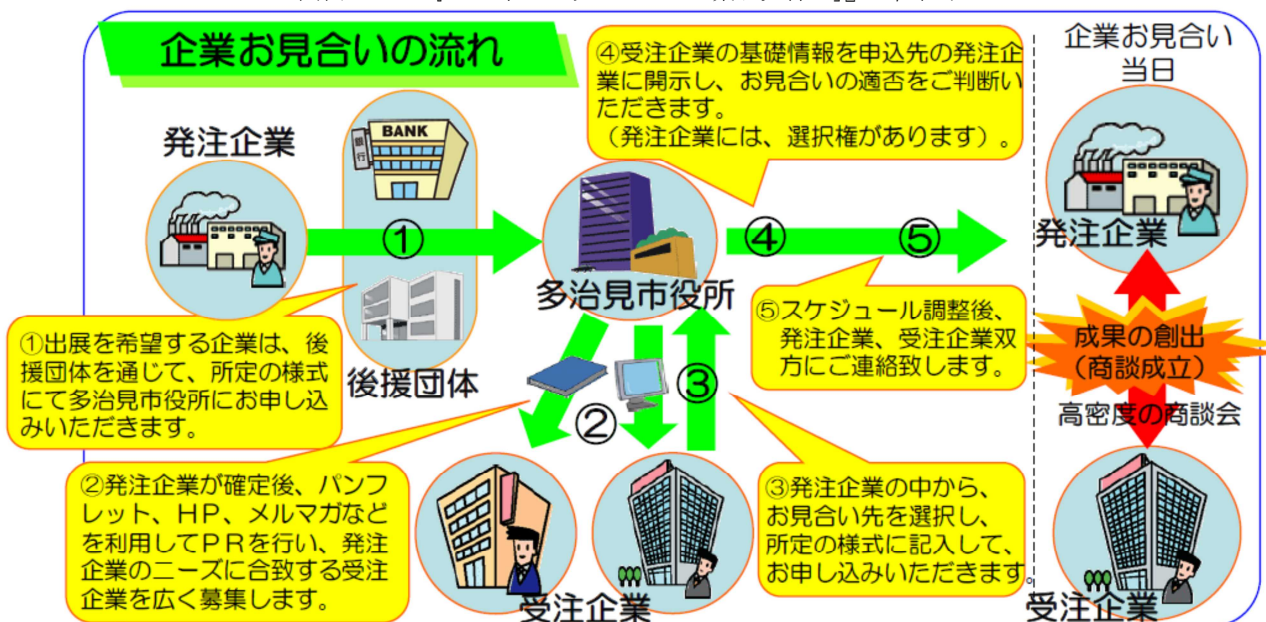 企業お見合いの流れ
発注企業
BANK
銀行
後援団体
①
多治見市役所
④
⑤
②
③
①出展を希望する企業は、後
援団体を通じて、所定の様式
にて多治見市役所にお申し込
みいただきます。
②発注企業が確定後、パンフ
レット、ＨＰ、メルマガなど
を利用してＰＲを行い、発注
企業のニーズに合致する受注
企業を広く募集します。
受注企業
③発注企業の中から、
お見合い先を選択し、
所定の様式に記入して、
お申し込みいただきます。
④受注企業の基礎情報を申込先の発注企
業に開示し、お見合いの適否をご判断い
ただきます。
（発注企業には、選択権があります）。
⑤スケジュール調整後、
発注企業、受注企業双
方にご連絡致します。
企業お見合い
当日
発注企業
成果の創出
（商談成立）
高密度の商談会
受注企業